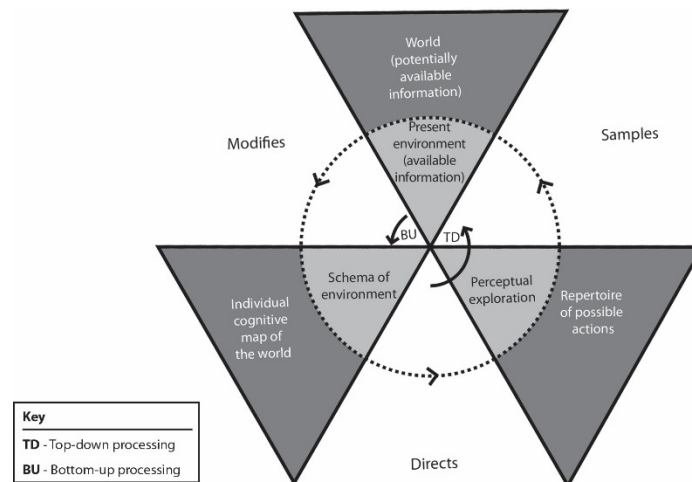 World
(potentially
available
information)
Present
environment
(available
information)
Modifies
Samples
BU
TD
Schema of
environment
Perceptual
exploration
Individual
cognitive
map of
the world
Repertoire
of possible
actions
Directs
Key
TD - Top-down processing
BU - Bottom-up processing